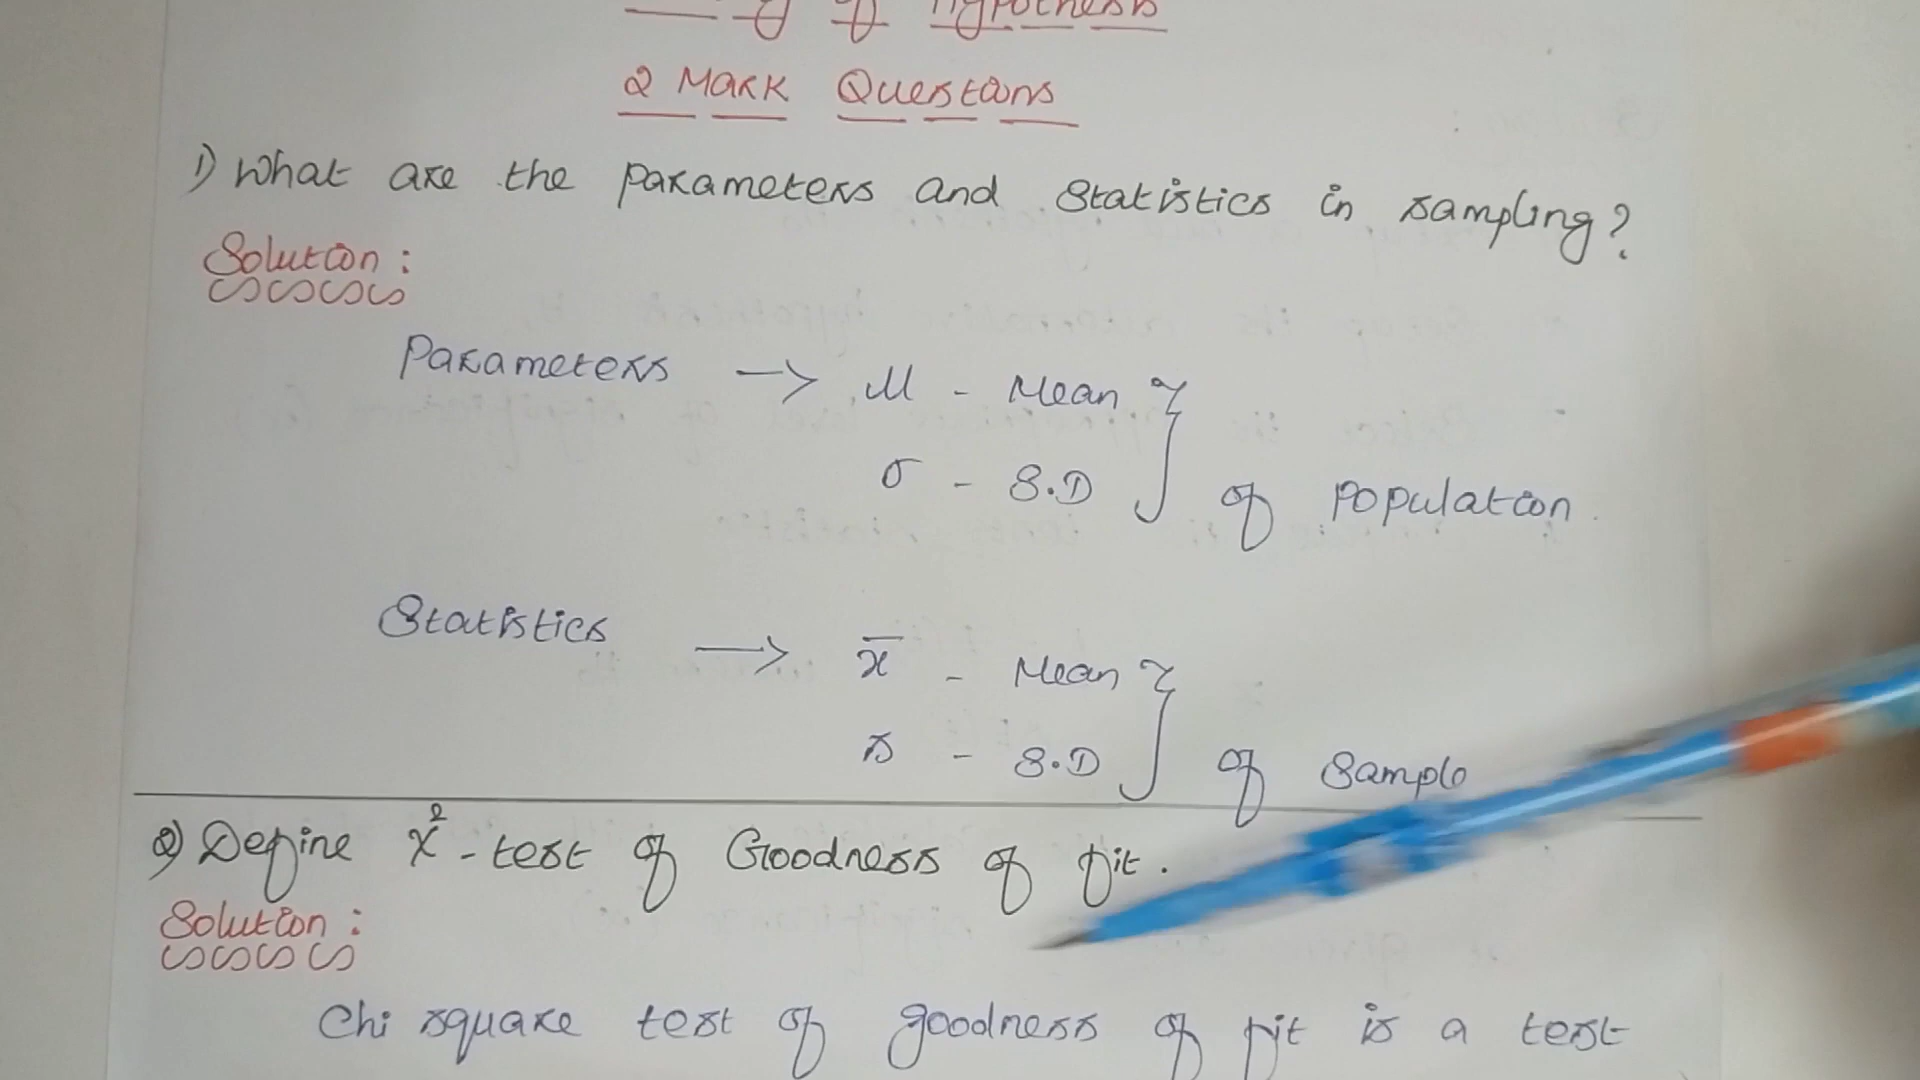 of Hypothesis
2 Mark Questions
1) What are the parameters and Statistics in sampling?
Solution :
Parameters → μ - Mean }
σ - S.D } of Population.
Statistics → x̄ - Mean }
s - S.D } of Sample
2) Define χ² - test of Goodness of fit.
Solution :
Chi square test of goodness of fit is a test